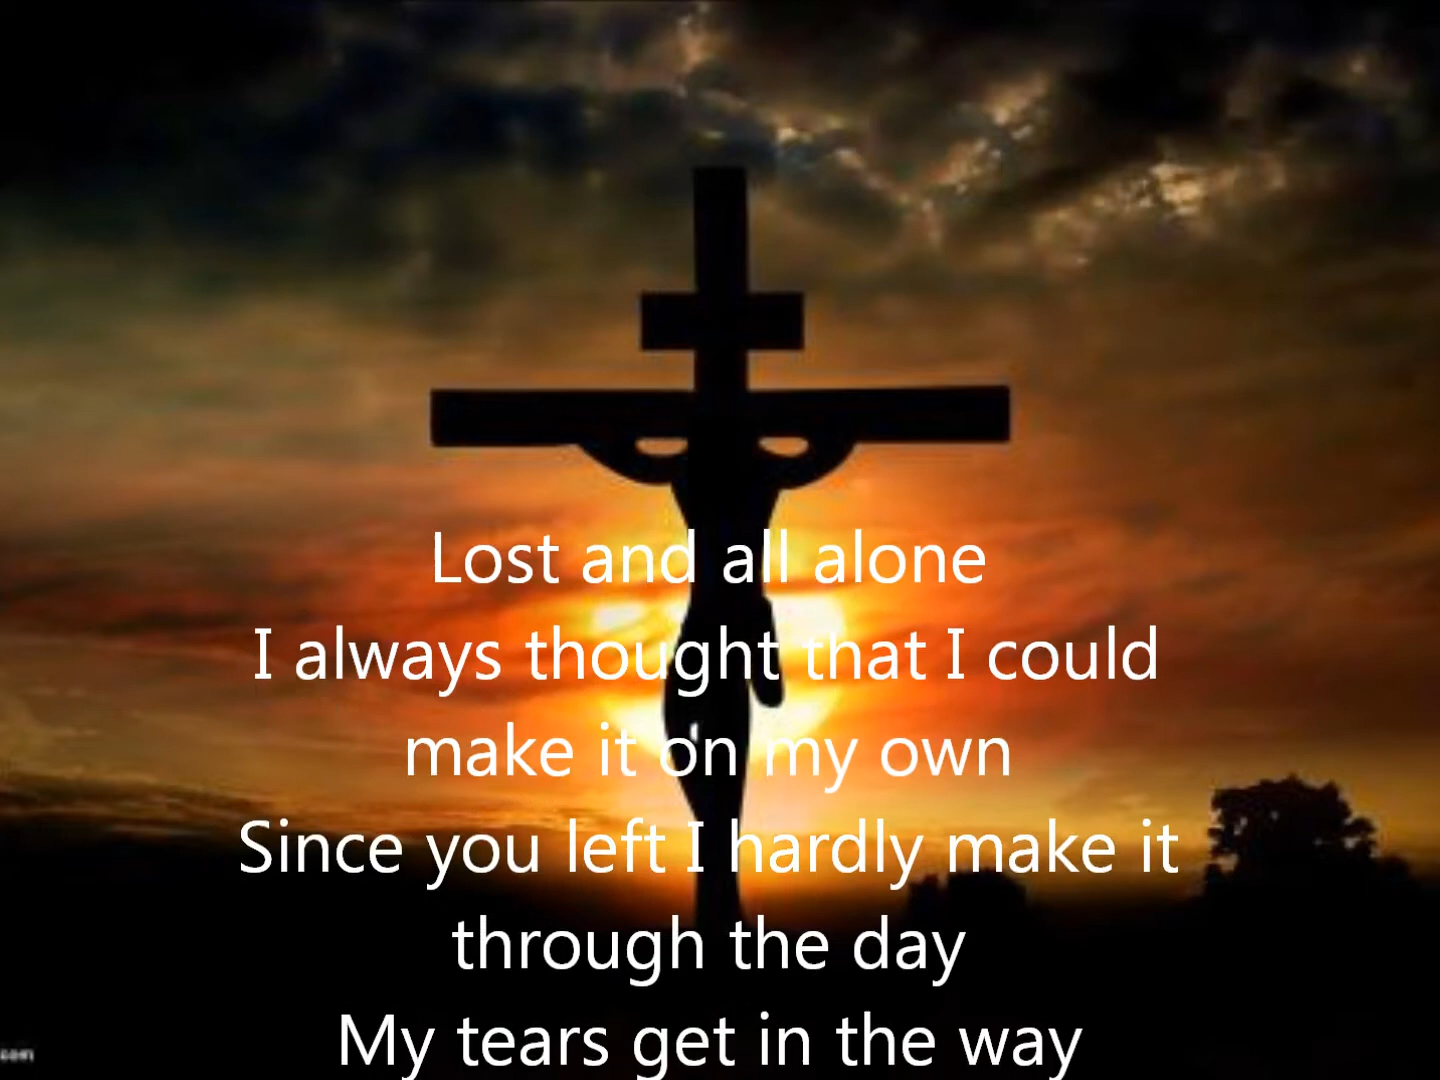 Lost and all alone
I always thought that I could
make it on my own
Since you left I hardly make it
through the day
My tears get in the way
com